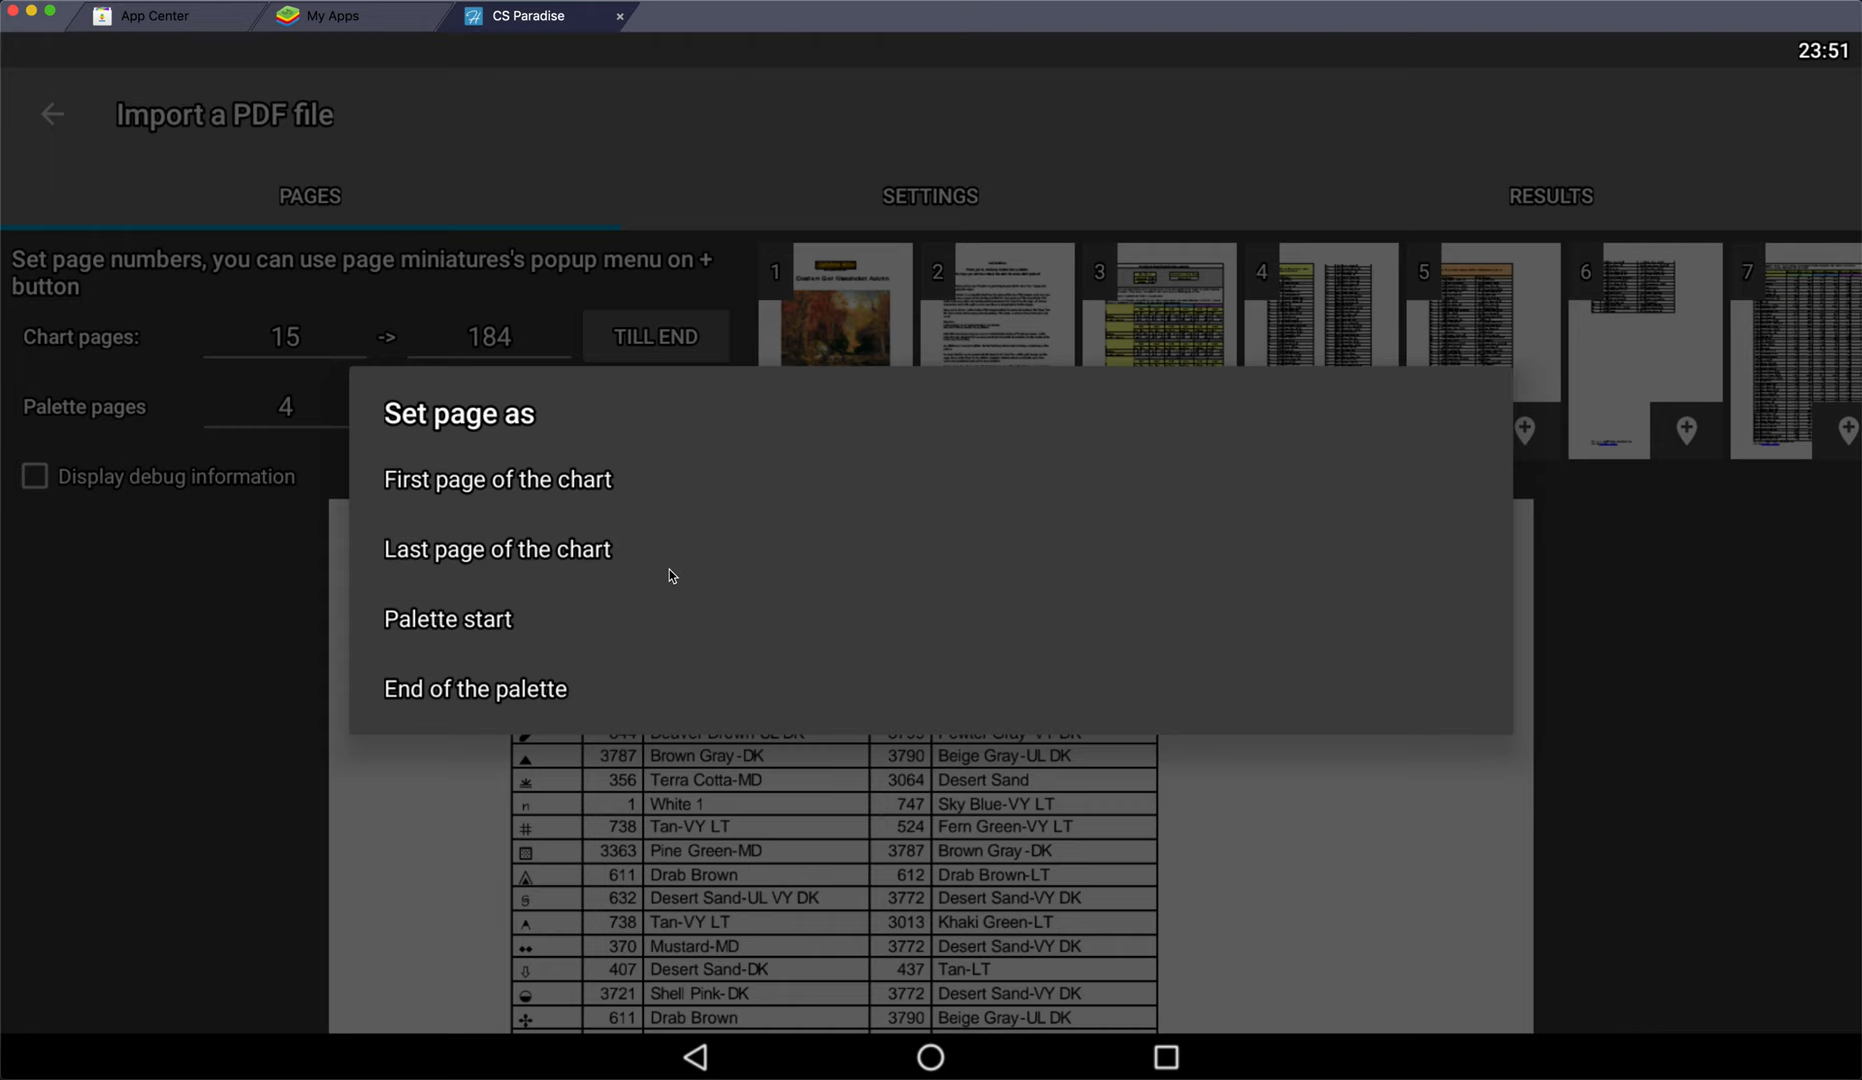 App Center
My Apps
CS Paradise
23:51
Import a PDF file
PAGES
SETTINGS
RESULTS
Set page numbers, you can use page miniatures's popup menu on +
button
1
2
3
4
5
6
7
Chart pages:
15
->
184
TILL END
Palette pages
4
Display debug information
Set page as
First page of the chart
Last page of the chart
Palette start
End of the palette
3787 Brown Gray-DK 3790 Beige Gray-UL DK
356 Terra Cotta-MD 3064 Desert Sand
n 1 White 1 747 Sky Blue-VY LT
# 738 Tan-VY LT 524 Fern Green-VY LT
3363 Pine Green-MD 3787 Brown Gray-DK
611 Drab Brown 612 Drab Brown-LT
632 Desert Sand-UL VY DK 3772 Desert Sand-VY DK
738 Tan-VY LT 3013 Khaki Green-LT
370 Mustard-MD 3772 Desert Sand-VY DK
407 Desert Sand-DK 437 Tan-LT
3721 Shell Pink-DK 3772 Desert Sand-VY DK
611 Drab Brown 3790 Beige Gray-UL DK